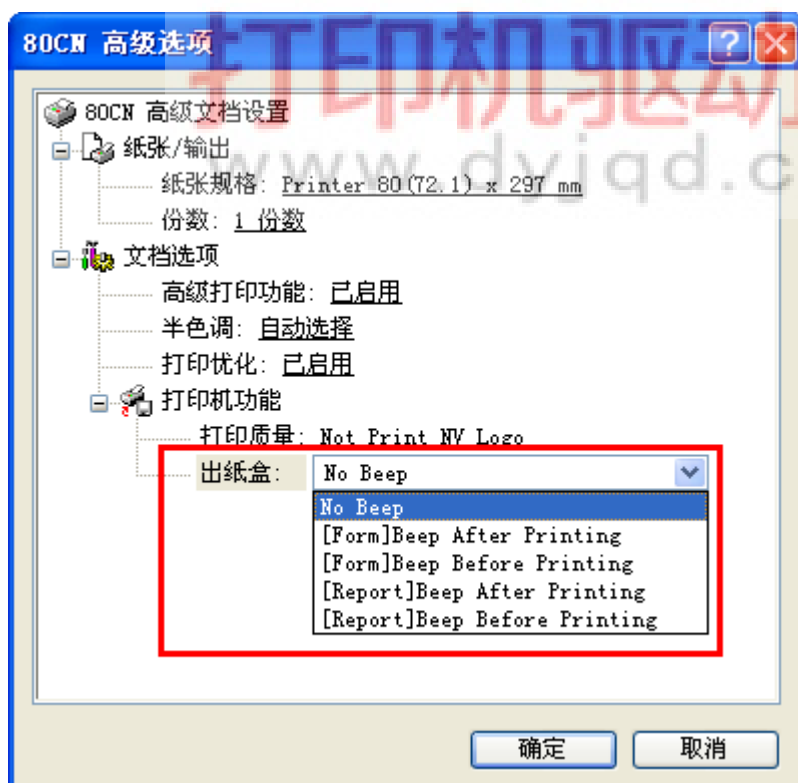 80CN 高级选项
打印机驱动
www.dyjqd.c
80CN 高级文档设置
纸张/输出
纸张规格: Printer 80(72.1) x 297 mm
份数: 1 份数
文档选项
高级打印功能: 已启用
半色调: 自动选择
打印优化: 已启用
打印机功能
打印质量: Not Print NV Logo
出纸盒: No Beep
No Beep
[Form]Beep After Printing
[Form]Beep Before Printing
[Report]Beep After Printing
[Report]Beep Before Printing
确定 取消